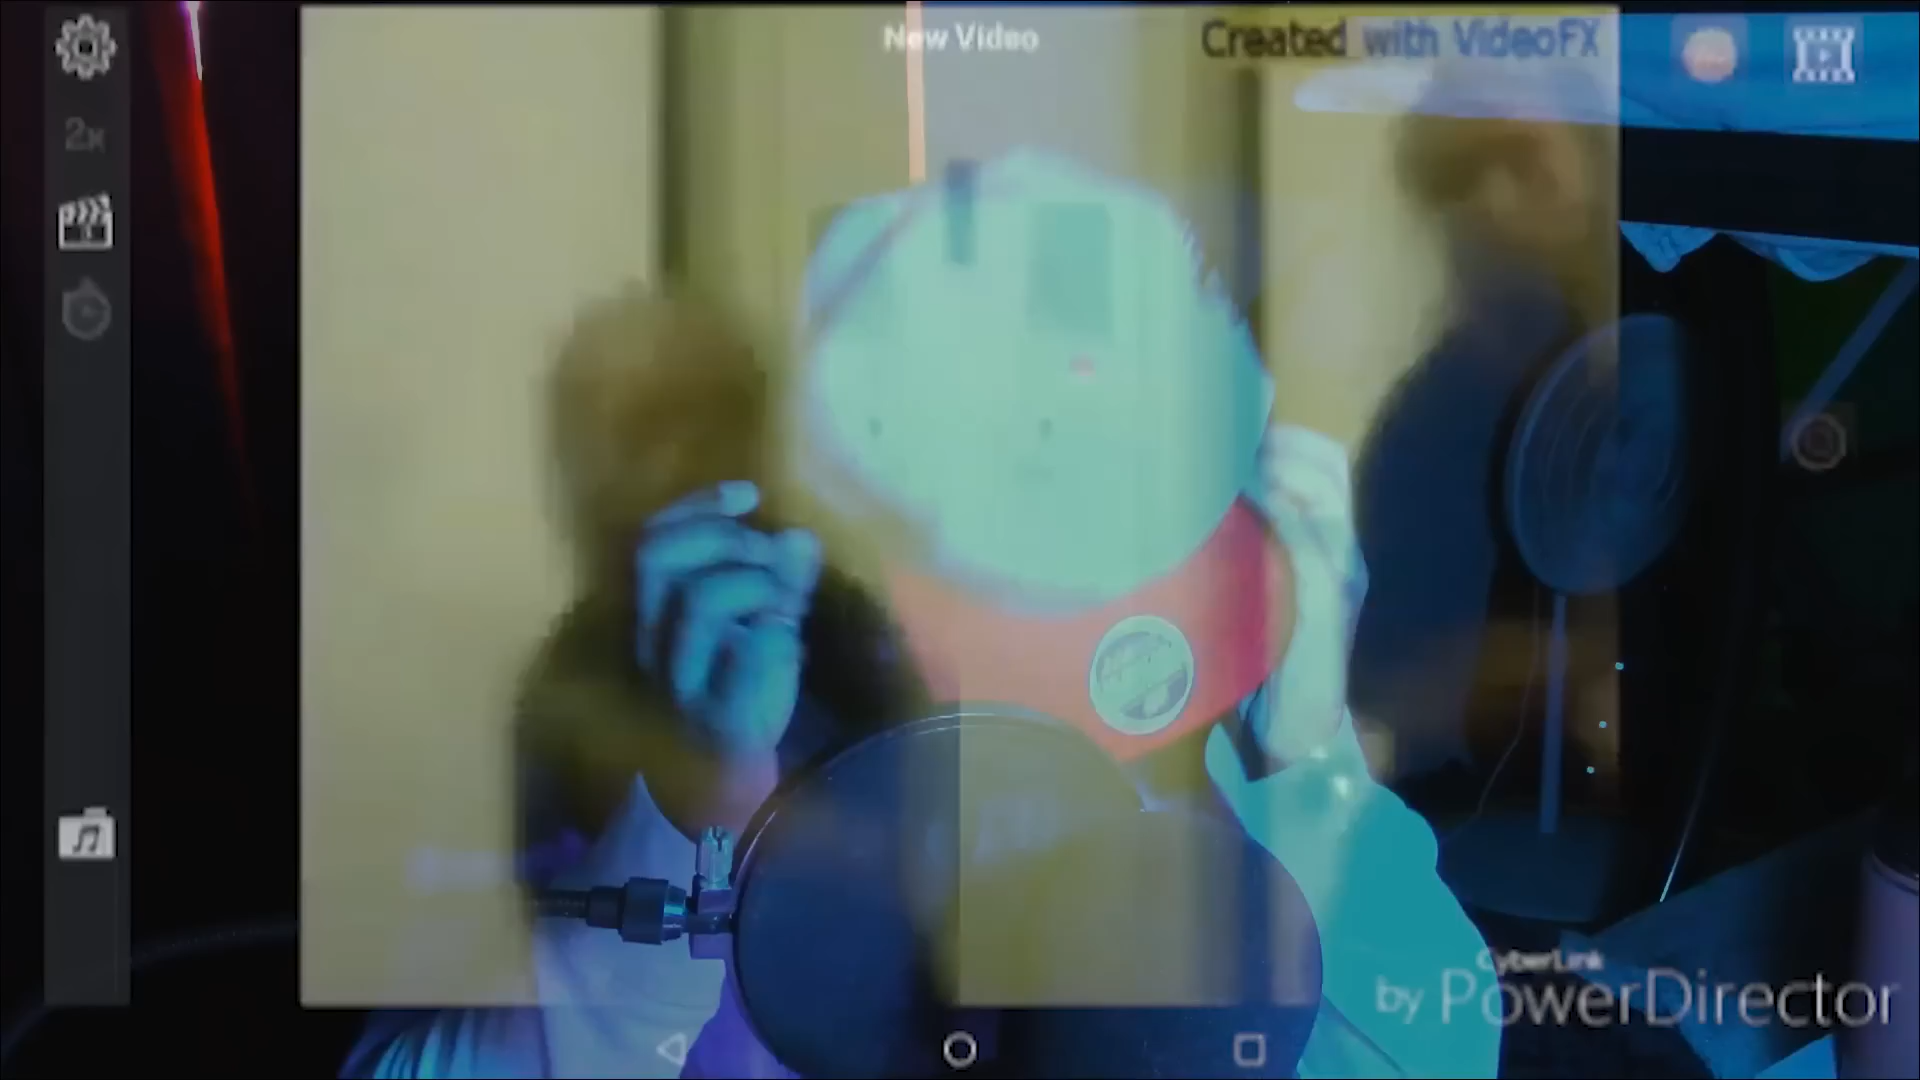 New Video
Created with VideoFX
2x
CyberLink
by PowerDirector